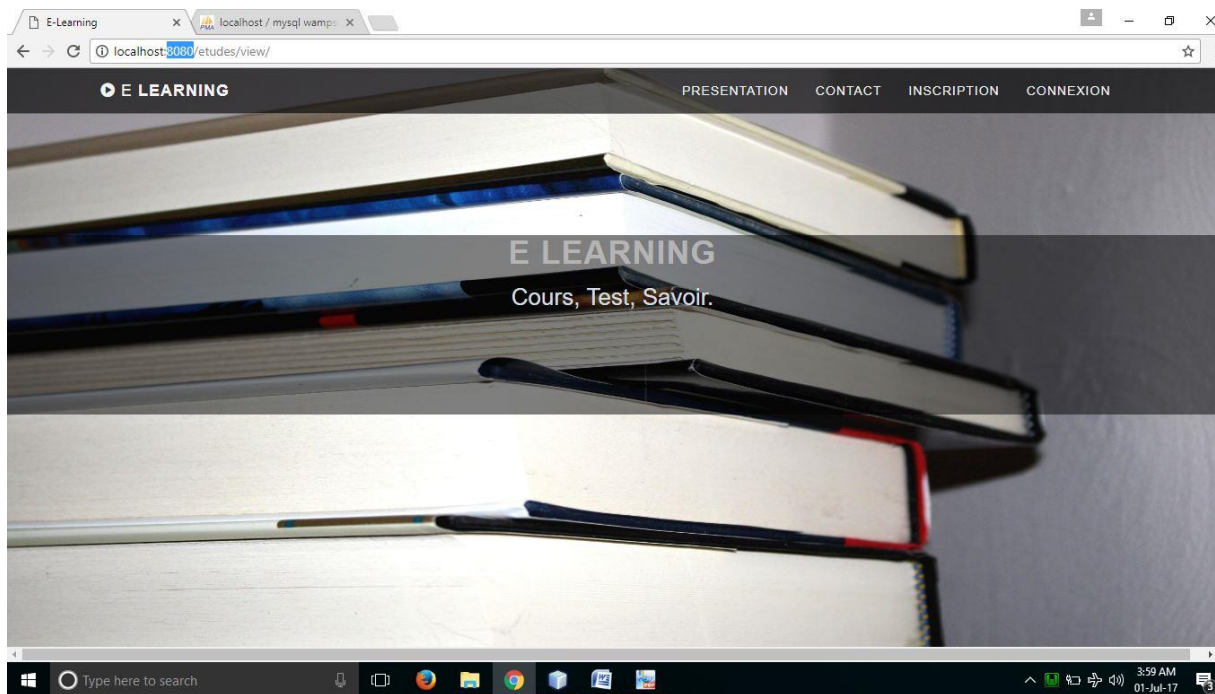 E-Learning
localhost / mysql wamps
localhost:8080/etudes/view/
E LEARNING
PRESENTATION CONTACT INSCRIPTION CONNEXION
E LEARNING
Cours, Test, Savoir.
Type here to search
3:59 AM
01-Jul-17